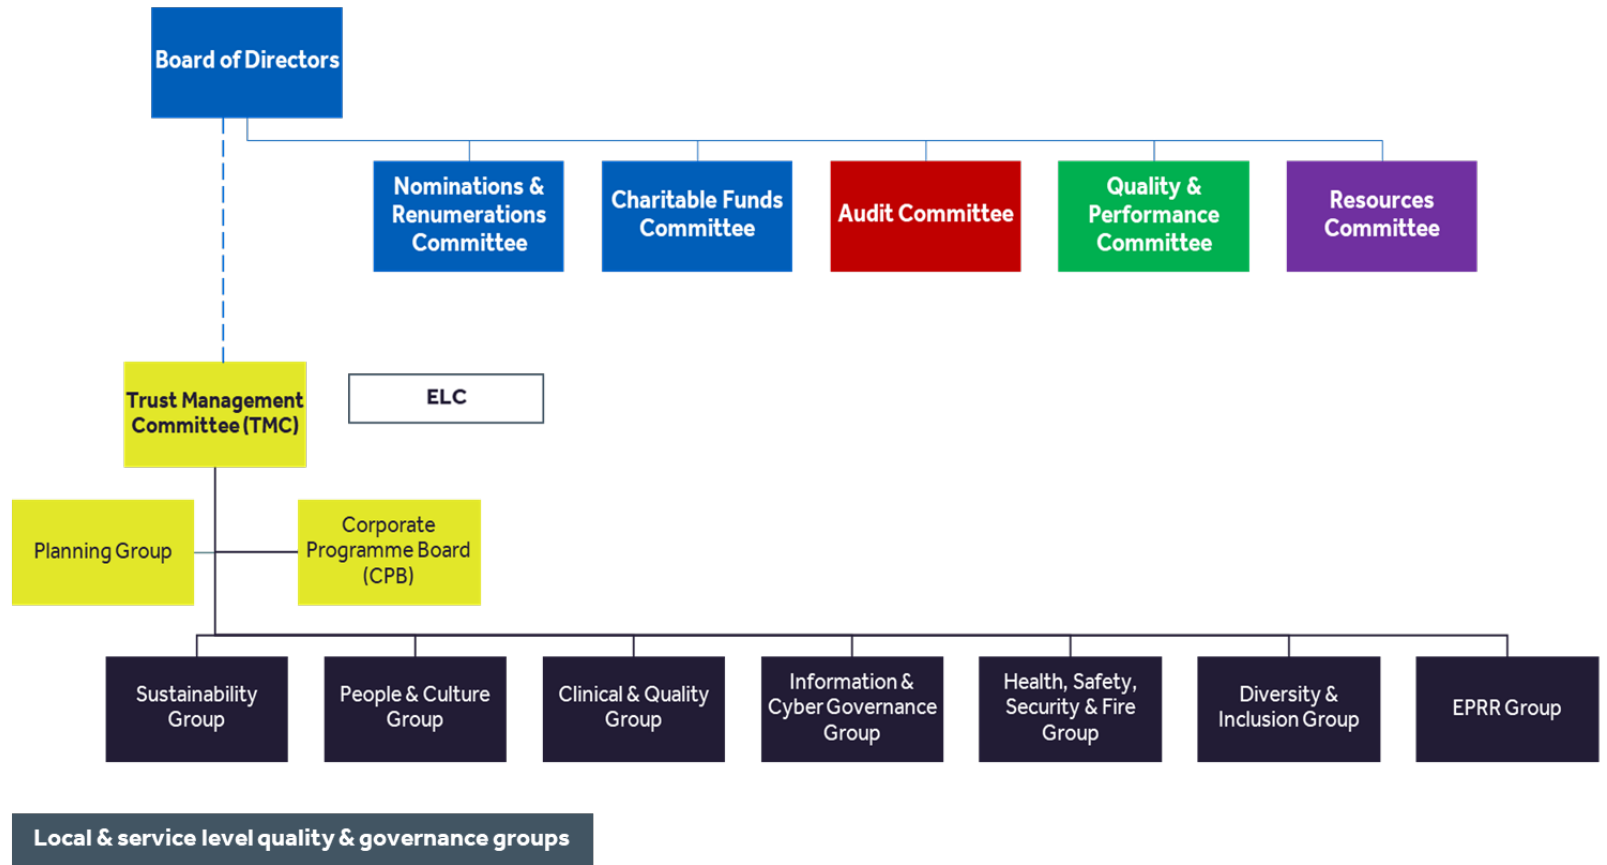 Board of Directors
Nominations &
Renumerations
Committee
Charitable Funds
Committee
Audit Committee
Quality &
Performance
Committee
Resources
Committee
Trust Management
Committee (TMC)
ELC
Planning Group
Corporate
Programme Board
(CPB)
Sustainability
Group
People & Culture
Group
Clinical & Quality
Group
Information &
Cyber Governance
Group
Health, Safety,
Security & Fire
Group
Diversity &
Inclusion Group
EPRR Group
Local & service level quality & governance groups